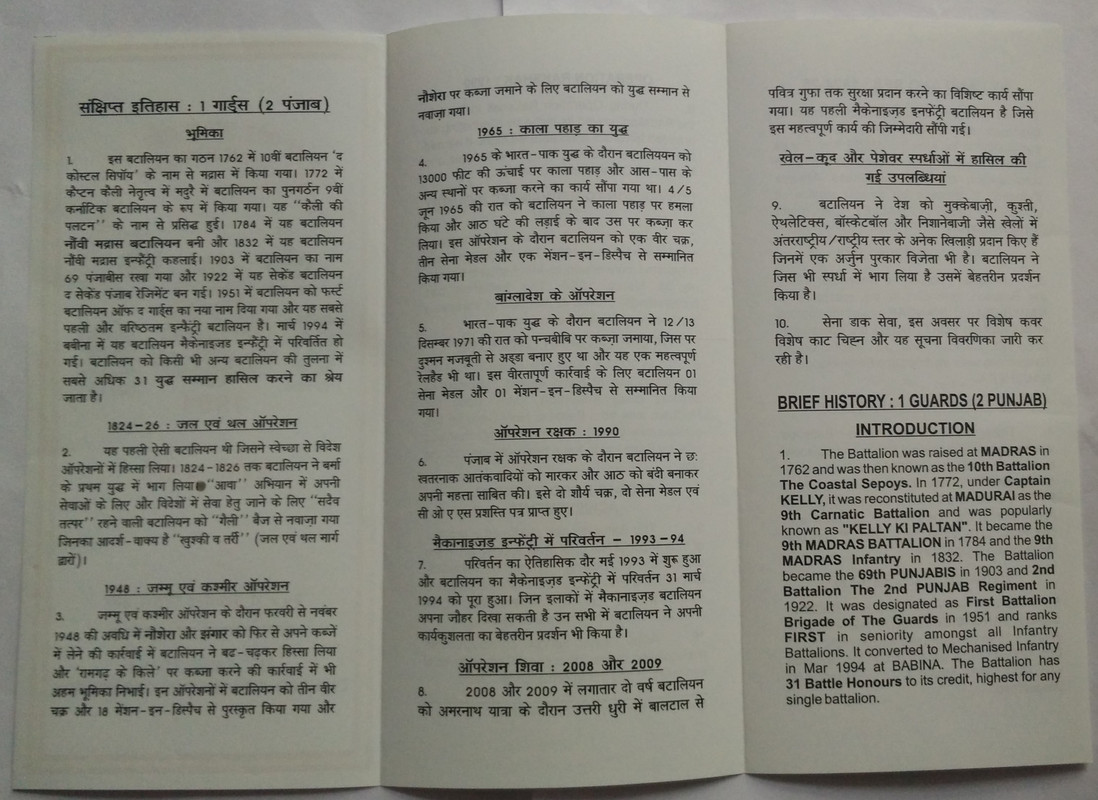 संक्षिप्त इतिहास : 1 गार्ड्स (2 पंजाब)
भूमिका
1. इस बटालियन का गठन 1762 में 10वीं बटालियन ‘द
कोस्टल सिपॉय’ के नाम से मद्रास में किया गया। 1772 में
कैप्टन कैली नेतृत्व में मदुरै में बटालियन का पुनर्गठन 9वीं
कर्नाटिक बटालियन के रूप में किया गया। यह “कैली की
पलटन” के नाम से प्रसिद्ध हुई। 1784 में यह बटालियन
नौंवी मद्रास बटालियन बनी और 1832 में यह बटालियन
नौंवी मद्रास इन्फेंट्री कहलाई। 1903 में बटालियन का नाम
69 पंजाबीस रखा गया और 1922 में यह सेकेंड बटालियन
द सेकेंड पंजाब रेजिमेंट बन गई। 1951 में बटालियन को फर्स्ट
बटालियन ऑफ द गार्ड्स का नया नाम दिया गया और यह सबसे
पहली और वरिष्ठतम इन्फेंट्री बटालियन है। मार्च 1994 में
बबीना में यह बटालियन मैकेनाइजड इन्फेंट्री में परिवर्तित हो
गई। बटालियन को किसी भी अन्य बटालियन की तुलना में
सबसे अधिक 31 युद्ध सम्मान हासिल करने का श्रेय
जाता है।
1824-26 : जल एवं थल ऑपरेशन
2. यह पहली ऐसी बटालियन थी जिसने स्वेच्छा से विदेश
ऑपरेशनों में हिस्सा लिया। 1824-1826 तक बटालियन ने बर्मा
के प्रथम युद्ध में भाग लिया। “आवा” अभियान में अपनी
सेवाओं के लिए और विदेशों में सेवा हेतु जाने के लिए “सदैव
तत्पर” रहने वाली बटालियन को “गैली” बैज से नवाज़ा गया
जिनका आदर्श-वाक्य है “खुश्की व तरी” (जल एवं थल मार्ग
द्वारों)।
1948 : जम्मू एवं कश्मीर ऑपरेशन
3. जम्मू एवं कश्मीर ऑपरेशन के दौरान फरवरी से नवंबर
1948 की अवधि में नौशेरा और झंगार को फिर से अपने कब्जें
में लेने की कार्रवाई में बटालियन ने बढ-चढ़कर हिस्सा लिया
और ‘रामगढ़ के किले’ पर कब्जा करने की कार्रवाई में भी
अहम भूमिका निभाई। इन ऑपरेशनों में बटालियन को तीन वीर
चक्र और 18 मेंशन-इन-डिस्पैच से पुरस्कृत किया गया और
नौशेरा पर कब्ज़ा जमाने के लिए बटालियन को युद्ध सम्मान से
नवाज़ा गया।
1965 : काला पहाड़ का युद्ध
4. 1965 के भारत-पाक युद्ध के दौरान बटालिययन को
13000 फीट की ऊंचाई पर काला पहाड़ और आस-पास के
अन्य स्थानों पर कब्जा करने का कार्य सौंपा गया था। 4/5
जून 1965 की रात को बटालियन ने काला पहाड़ पर हमला
किया और आठ घंटे की लड़ाई के बाद उस पर कब्ज़ा कर
लिया। इस ऑपरेशन के दौरान बटालियन को एक वीर चक्र,
तीन सेना मेडल और एक मेंशन-इन-डिस्पैच से सम्मानित
किया गया।
बांग्लादेश के ऑपरेशन
5. भारत-पाक युद्ध के दौरान बटालियन ने 12/13
दिसम्बर 1971 की रात को पन्चबीबि पर कब्ज़ा जमाया, जिस पर
दुश्मन मजबूती से अड्डा बनाए हुए था और यह एक महत्वपूर्ण
रेलहैड भी था। इस वीरतापूर्ण कार्रवाई के लिए बटालियन 01
सेना मेडल और 01 मेंशन-इन-डिस्पैच से सम्मानित किया
गया।
ऑपरेशन रक्षक : 1990
6. पंजाब में ऑपरेशन रक्षक के दौरान बटालियन ने छः
खतरनाक आतंकवादियों को मारकर और आठ को बंदी बनाकर
अपनी महत्ता साबित की। इसे दो शौर्य चक्र, दो सेना मेडल एवं
सी ओ ए एस प्रशस्ति पत्र प्राप्त हुए।
मैकानाइजड इन्फेंट्री में परिवर्तन - 1993-94
7. परिवर्तन का ऐतिहासिक दौर मई 1993 में शुरू हुआ
और बटालियन का मैकेनाइज़ड इन्फेंट्री में परिवर्तन 31 मार्च
1994 को पूरा हुआ। जिन इलाकों में मैकानाइज़ड बटालियन
अपना जौहर दिखा सकती है उन सभी में बटालियन ने अपनी
कार्यकुशलता का बेहतरीन प्रदर्शन भी किया है।
ऑपरेशन शिवा : 2008 और 2009
8. 2008 और 2009 में लगातार दो वर्ष बटालियन
को अमरनाथ यात्रा के दौरान उत्तरी धुरी में बालटाल से
पवित्र गुफा तक सुरक्षा प्रदान करने का विशिष्ट कार्य सौंपा
गया। यह पहली मैकेनाइज़ड इनफेंट्री बटालियन है जिसे
इस महत्वपूर्ण कार्य की जिम्मेदारी सौंपी गई।
खेल-कूद और पेशेवर स्पर्धाओं में हासिल की
गई उपलब्धियां
9. बटालियन ने देश को मुक्केबाज़ी, कुश्ती,
ऐथलेटिक्स, बॉस्केटबॉल और निशानेबाजी जैसे खेलों में
अंतरराष्ट्रीय/राष्ट्रीय स्तर के अनेक खिलाड़ी प्रदान किए हैं
जिनमें एक अर्जुन पुरकार विजेता भी है। बटालियन ने
जिस भी स्पर्धा में भाग लिया है उसमें बेहतरीन प्रदर्शन
किया है।
10. सेना डाक सेवा, इस अवसर पर विशेष कवर
विशेष काट चिह्न और यह सूचना विवरणिका जारी कर
रही है।
BRIEF HISTORY : 1 GUARDS (2 PUNJAB)
INTRODUCTION
1. The Battalion was raised at MADRAS in
1762 and was then known as the 10th Battalion
The Coastal Sepoys. In 1772, under Captain
KELLY, it was reconstituted at MADURAI as the
9th Carnatic Battalion and was popularly
known as "KELLY KI PALTAN". It became the
9th MADRAS BATTALION in 1784 and the 9th
MADRAS Infantry in 1832. The Battalion
became the 69th PUNJABIS in 1903 and 2nd
Battalion The 2nd PUNJAB Regiment in
1922. It was designated as First Battalion
Brigade of The Guards in 1951 and ranks
FIRST in seniority amongst all Infantry
Battalions. It converted to Mechanised Infantry
in Mar 1994 at BABINA. The Battalion has
31 Battle Honours to its credit, highest for any
single battalion.